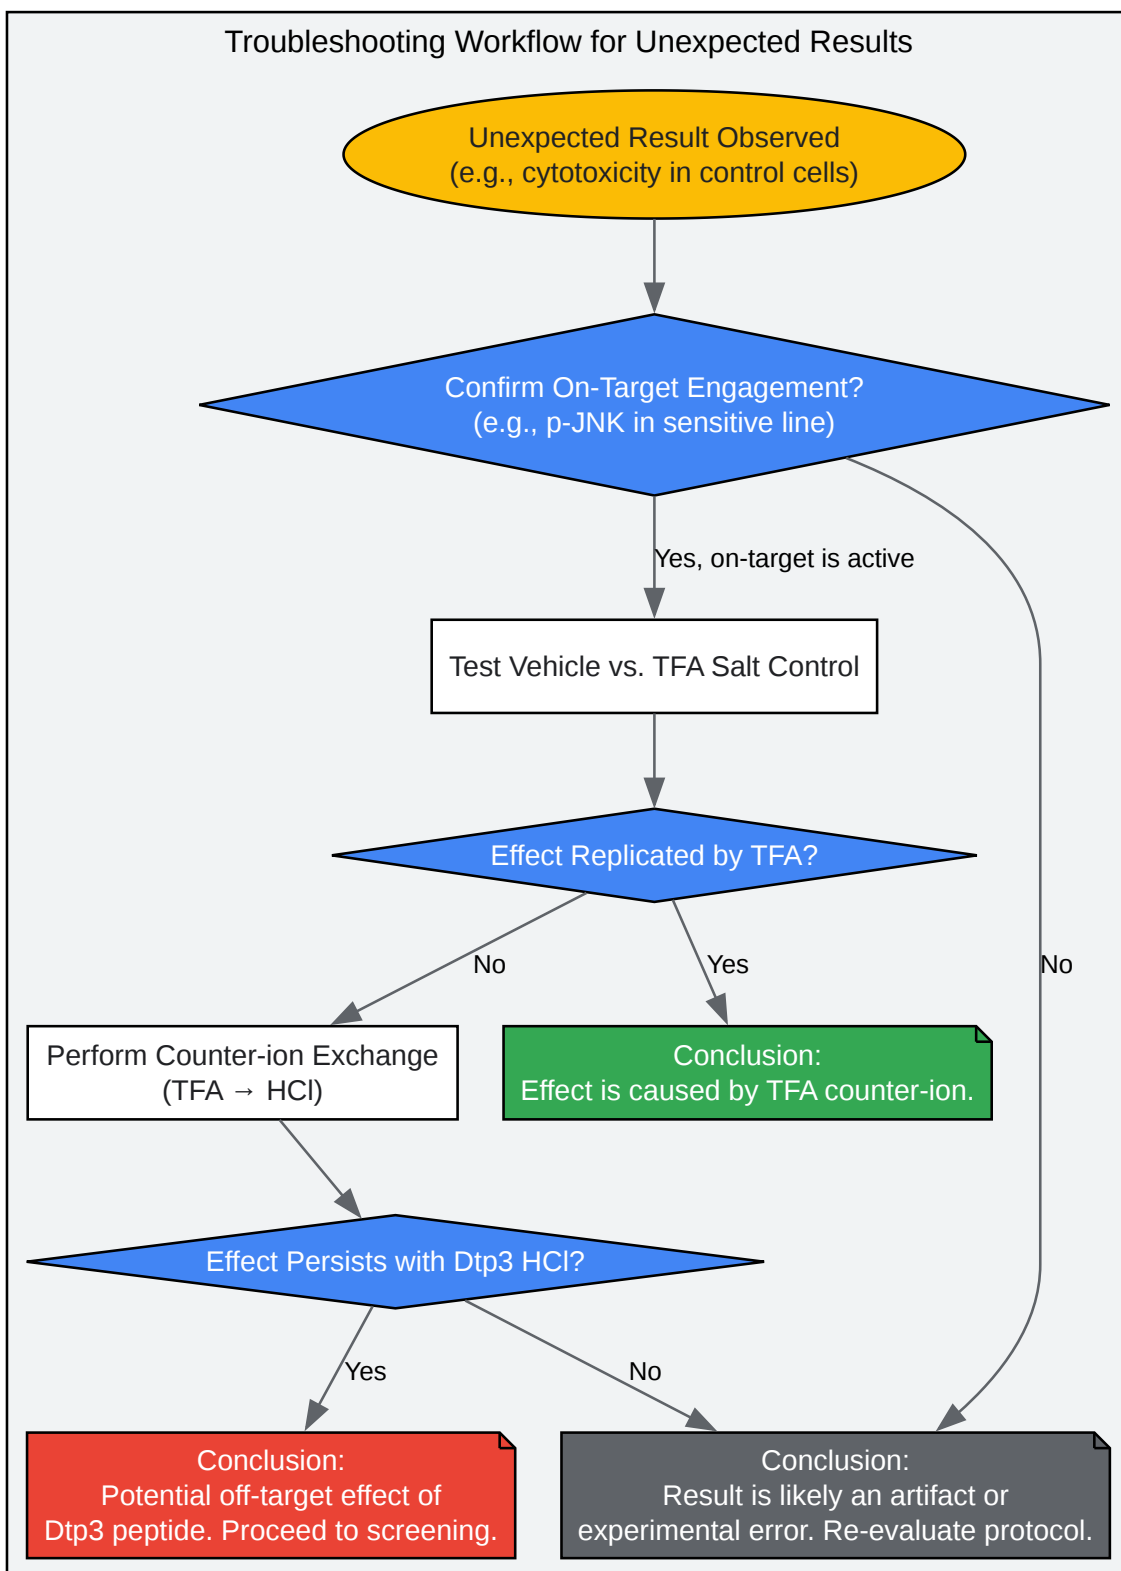 Troubleshooting Workflow for Unexpected Results
Unexpected Result Observed
(e.g., cytotoxicity in control cells)
Confirm On-Target Engagement?
(e.g., p-JNK in sensitive line)
Yes, on-target is active
Test Vehicle vs. TFA Salt Control
Effect Replicated by TFA?
No
Yes
No
Perform Counter-ion Exchange
(TFA → HCl)
Conclusion:
Effect is caused by TFA counter-ion.
Effect Persists with Dtp3 HCl?
Yes
No
Conclusion:
Potential off-target effect of
Dtp3 peptide. Proceed to screening.
Conclusion:
Result is likely an artifact or
experimental error. Re-evaluate protocol.